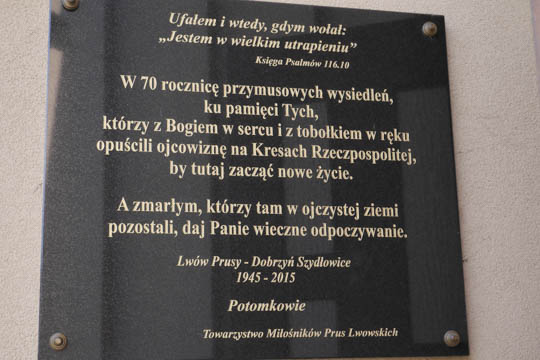 Ufałem i wtedy, gdym wołał:
„Jestem w wielkim utrapieniu”
Księga Psalmów 116.10
W 70 rocznicę przymusowych wysiedleń,
ku pamięci Tych,
którzy z Bogiem w sercu i z tobołkiem w ręku
opuścili ojcowiznę na Kresach Rzeczpospolitej,
by tutaj zacząć nowe życie.
A zmarłym, którzy tam w ojczystej ziemi
pozostali, daj Panie wieczne odpoczywanie.
Lwów Prusy - Dobrzyń Szydłowice
1945 - 2015
Potomkowie
Towarzystwo Miłośników Prus Lwowskich